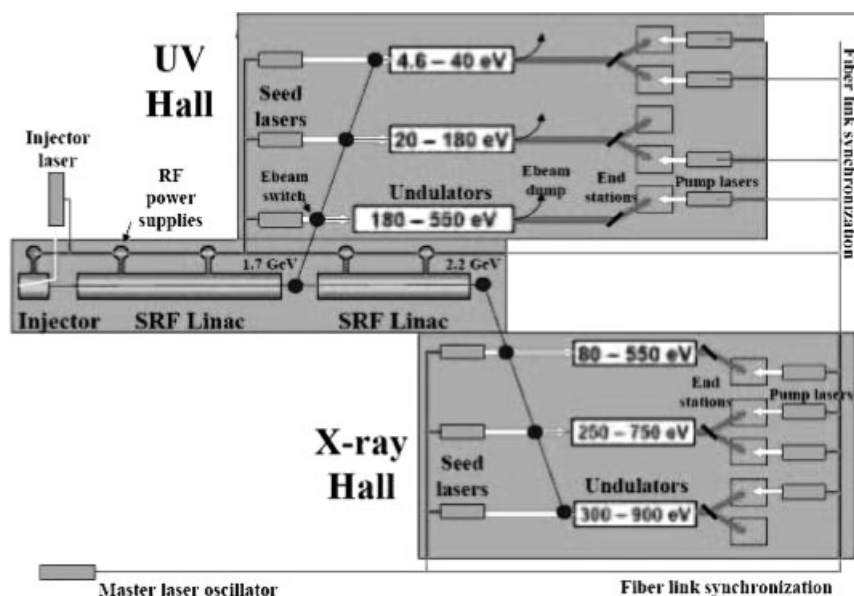 UV
Hall
Seed
lasers
4.6 – 40 eV
20 – 180 eV
Undulators
180 – 550 eV
Ebeam
switch
Ebeam
dump
End
stations
Pump lasers
Fiber link synchronization
Injector
laser
RF
power
supplies
1.7 GeV
2.2 GeV
Injector
SRF Linac
SRF Linac
X-ray
Hall
80 – 550 eV
End
stations
Pump lasers
250 – 750 eV
Seed
lasers
Undulators
300 – 900 eV
Master laser oscillator
Fiber link synchronization